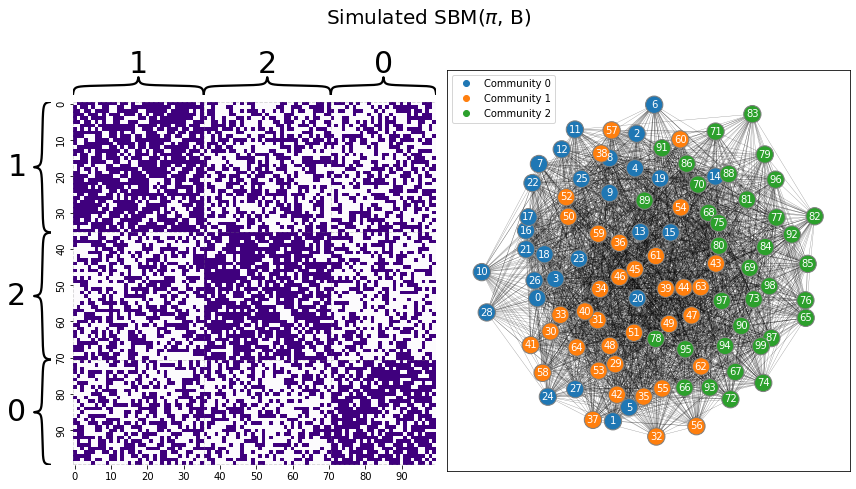 Simulated SBM(π, B)
1 2 0
1
2
0
0
10
20
30
40
50
60
70
80
90
0 10 20 30 40 50 60 70 80 90
Community 0
Community 1
Community 2
6
83
11 57 2
71
60
12 38 8 91
79
7 4 86
22 25 19 70 14 88 96
52 9 89 81
54
17 50 68 77 82
75
16 59 13 15 92
21 18 36 80 84
23 61 43 69 85
10 26 3 46 45
0 34 20 39 44 63 97 73 98 76
28 33 40 31 49 47 65
30 51 78 90 87
41 64 48 95 94 99
58 53 29 62 67
24 27 42 35 55 66 93 72 74
37 1 5
32 56